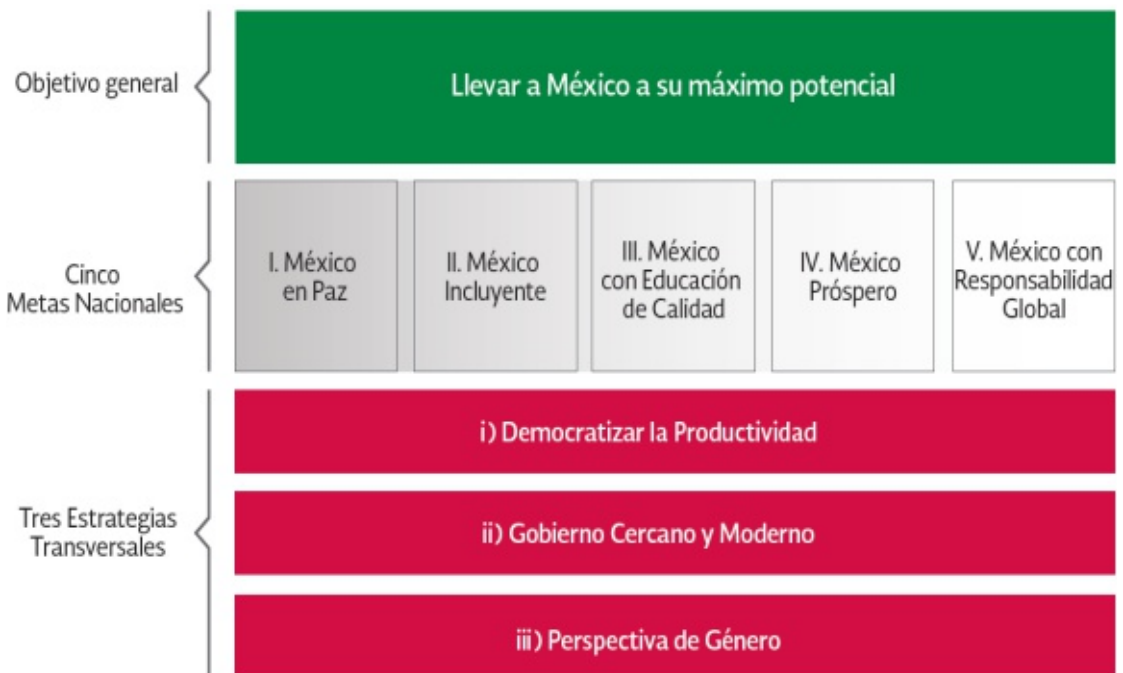 Objetivo general
Llevar a México a su máximo potencial
Cinco
Metas Nacionales
I. México
en Paz
II. México
Incluyente
III. México
con Educación
de Calidad
IV. México
Próspero
V. México con
Responsabilidad
Global
Tres Estrategias
Transversales
i) Democratizar la Productividad
ii) Gobierno Cercano y Moderno
iii) Perspectiva de Género